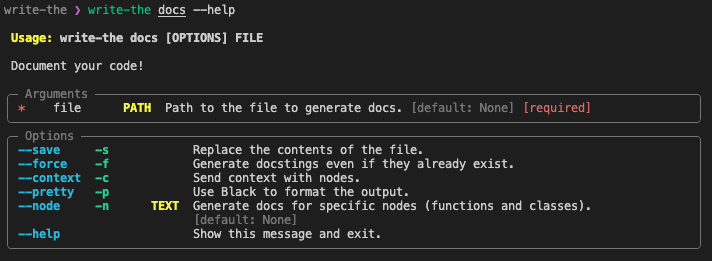 write-the ❯ write-the docs --help
Usage: write-the docs [OPTIONS] FILE
Document your code!
Arguments
* file PATH Path to the file to generate docs. [default: None] [required]
Options
--save -s Replace the contents of the file.
--force -f Generate docstings even if they already exist.
--context -c Send context with nodes.
--pretty -p Use Black to format the output.
--node -n TEXT Generate docs for specific nodes (functions and classes).
[default: None]
--help Show this message and exit.